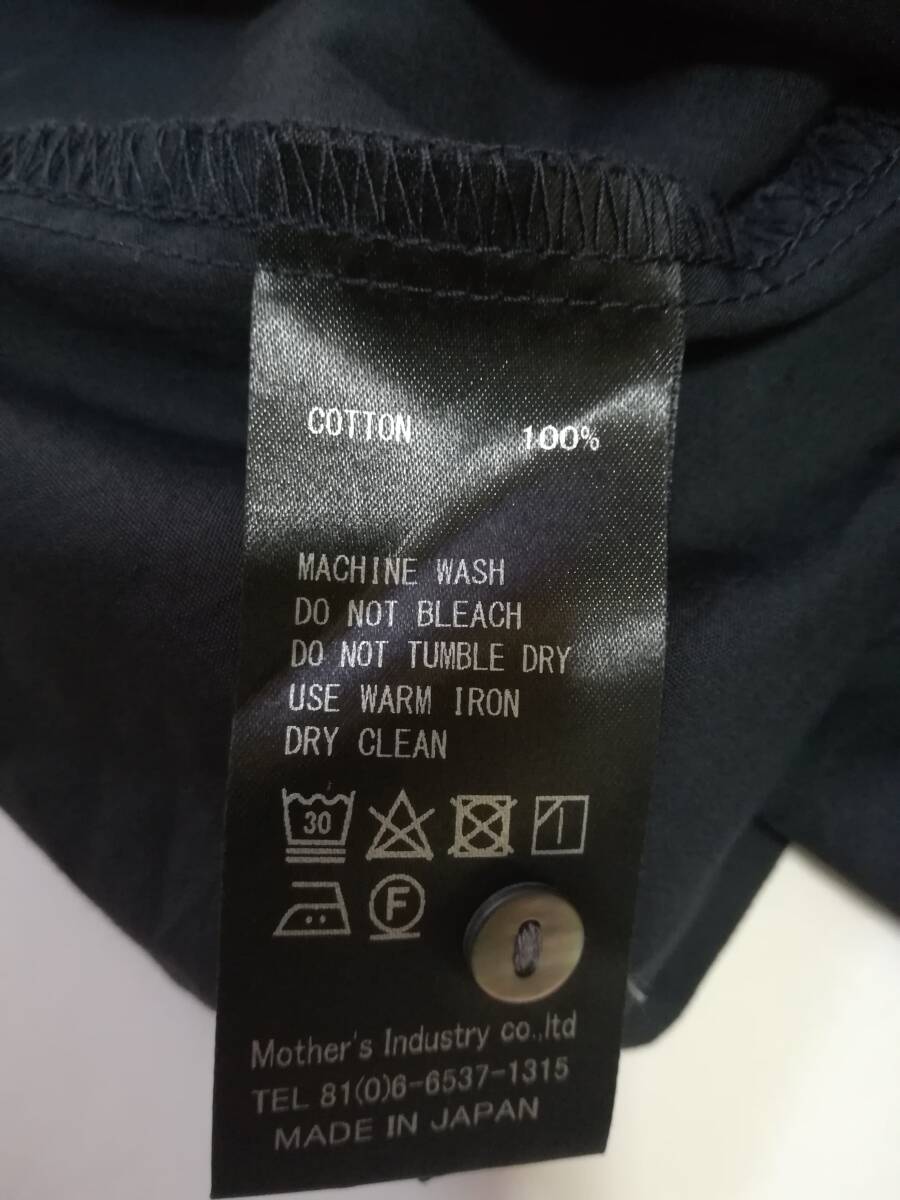 COTTON 100%
MACHINE WASH
DO NOT BLEACH
DO NOT TUMBLE DRY
USE WARM IRON
DRY CLEAN
30
F
Mother's Industry co.,ltd
TEL 81(0)6-6537-1315
MADE IN JAPAN